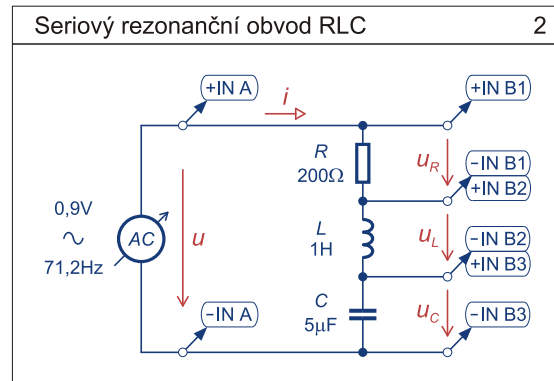 Seriový rezonanční obvod RLC 2
+IN A
+IN B1
i
R
200Ω
u_R
−IN B1
+IN B2
0,9V
AC
71,2Hz
u
L
1H
u_L
−IN B2
+IN B3
C
5μF
u_C
−IN A
−IN B3